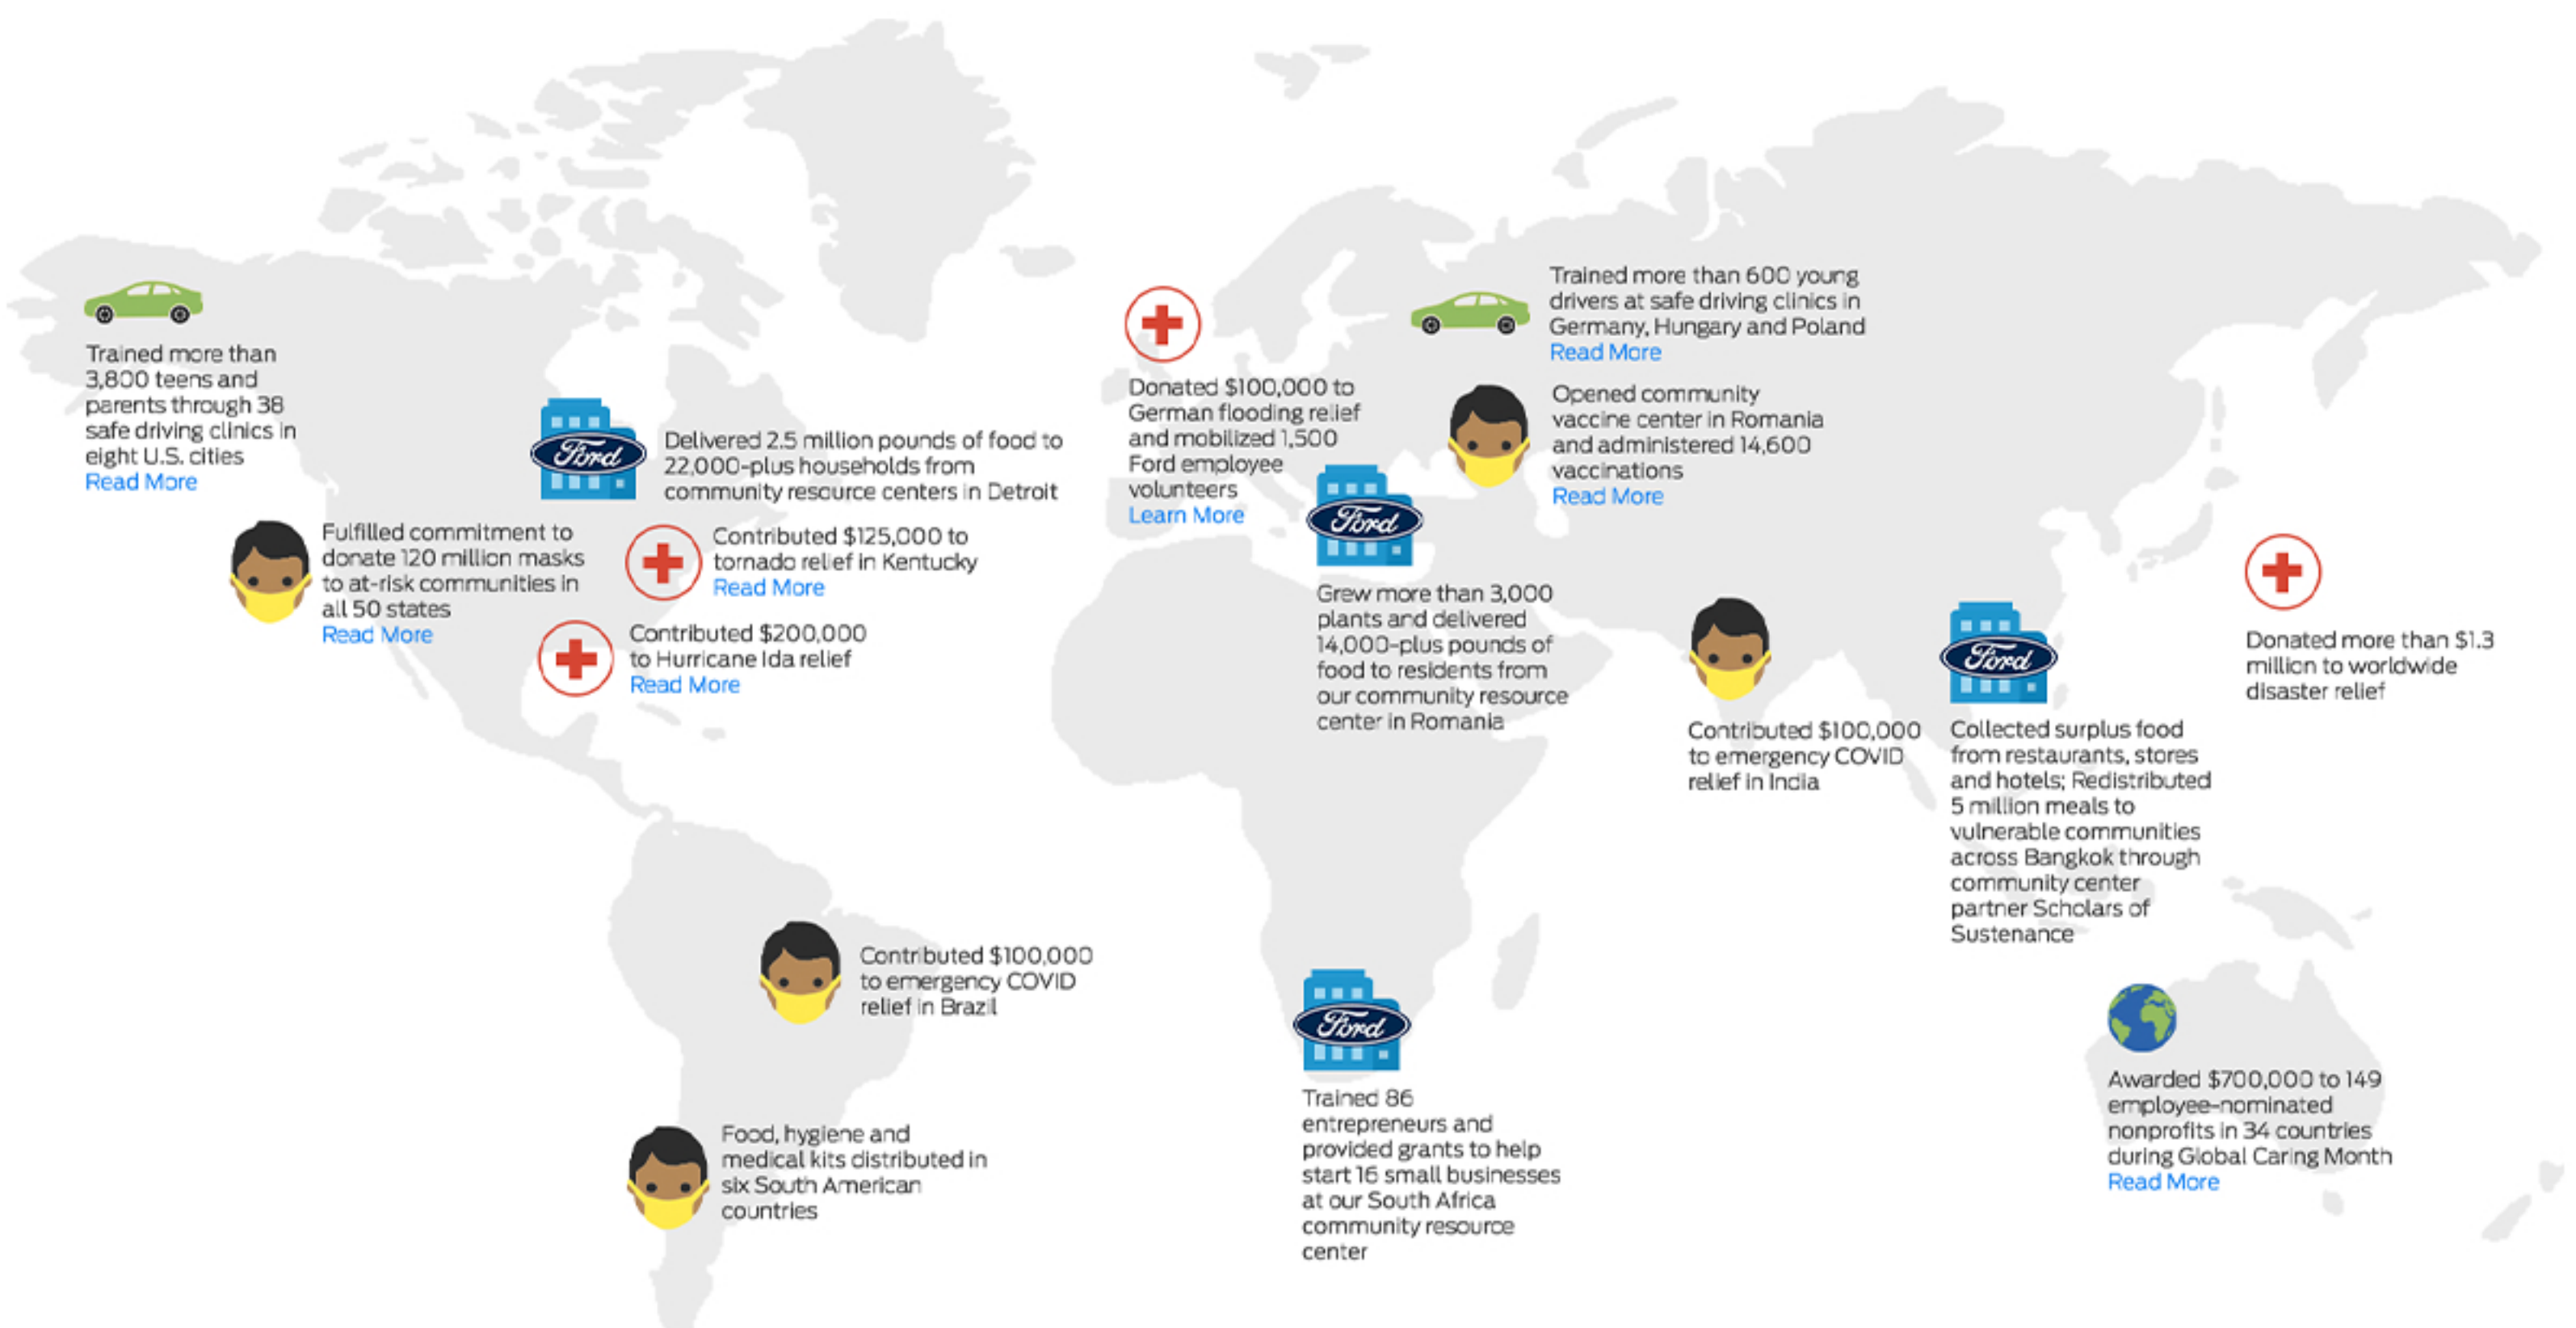 Trained more than
3,800 teens and
parents through 38
safe driving clinics in
eight U.S. cities
Read More
Ford
Delivered 2.5 million pounds of food to
22,000-plus households from
community resource centers in Detroit
Fulfilled commitment to
donate 120 million masks
to at-risk communities in
all 50 states
Read More
Contributed $125,000 to
tornado relief in Kentucky
Read More
Contributed $200,000
to Hurricane Ida relief
Read More
Contributed $100,000
to emergency COVID
relief in Brazil
Food, hygiene and
medical kits distributed in
six South American
countries
Donated $100,000 to
German flooding relief
and mobilized 1,500
Ford employee
volunteers
Learn More
Trained more than 600 young
drivers at safe driving clinics in
Germany, Hungary and Poland
Read More
Opened community
vaccine center in Romania
and administered 14,600
vaccinations
Read More
Ford
Grew more than 3,000
plants and delivered
14,000-plus pounds of
food to residents from
our community resource
center in Romania
Ford
Trained 86
entrepreneurs and
provided grants to help
start 16 small businesses
at our South Africa
community resource
center
Contributed $100,000
to emergency COVID
relief in India
Ford
Collected surplus food
from restaurants, stores
and hotels; Redistributed
5 million meals to
vulnerable communities
across Bangkok through
community center
partner Scholars of
Sustenance
Donated more than $1.3
million to worldwide
disaster relief
Awarded $700,000 to 149
employee-nominated
nonprofits in 34 countries
during Global Caring Month
Read More